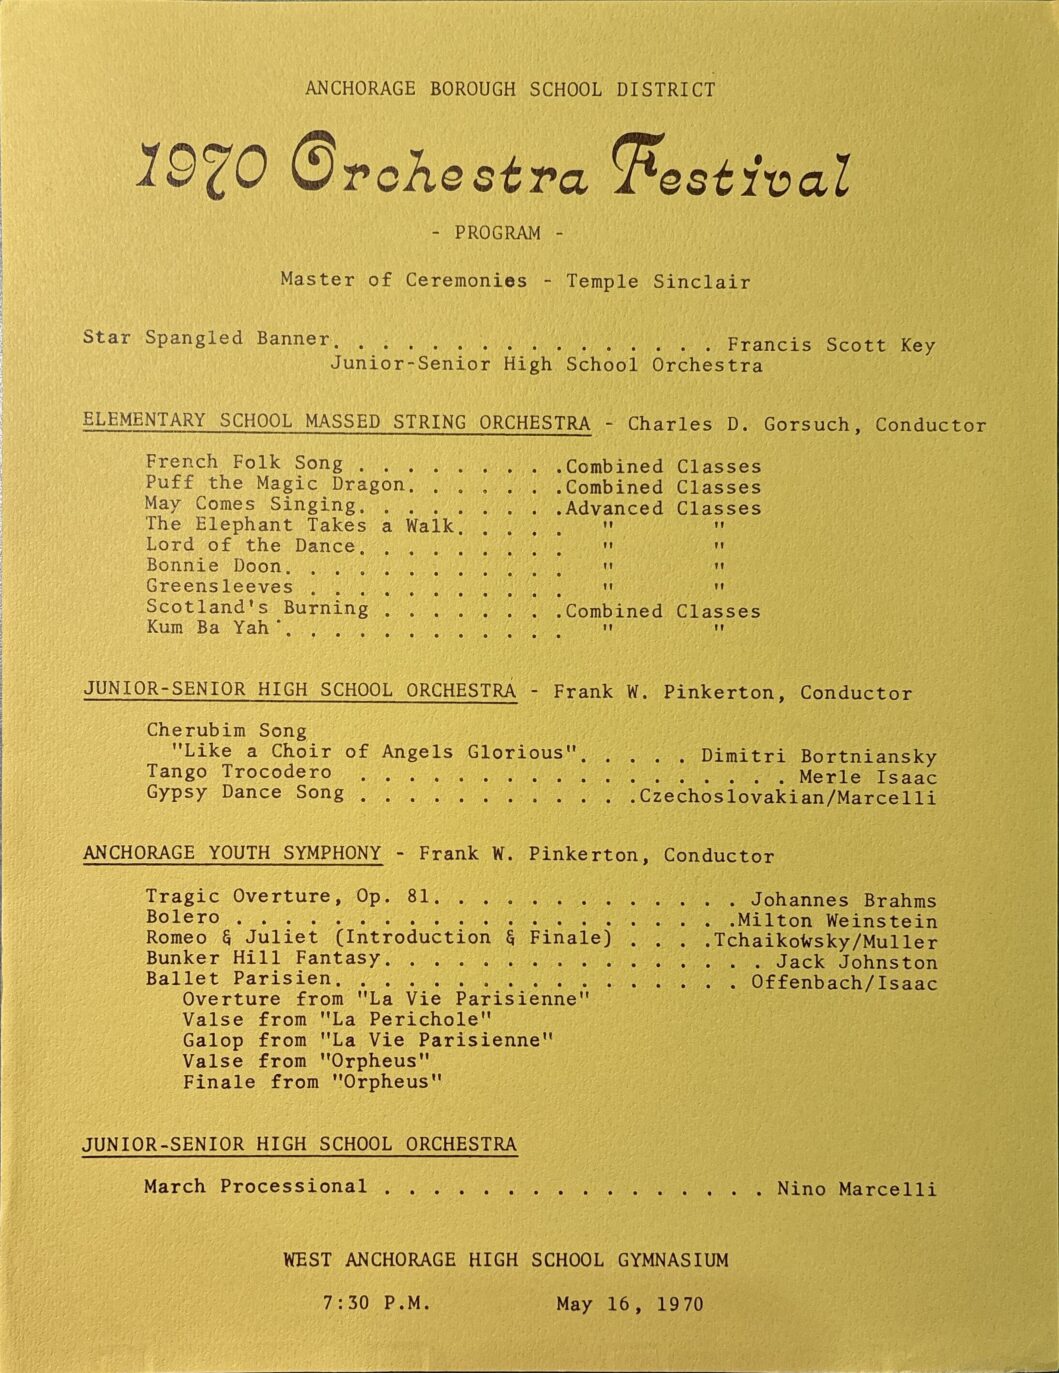 ANCHORAGE BOROUGH SCHOOL DISTRICT
1970 Orchestra Festival
- PROGRAM -
Master of Ceremonies - Temple Sinclair
Star Spangled Banner. . . . . . . . . . . . . . . . Francis Scott Key
Junior-Senior High School Orchestra
ELEMENTARY SCHOOL MASSED STRING ORCHESTRA - Charles D. Gorsuch, Conductor
French Folk Song . . . . . . . . .Combined Classes
Puff the Magic Dragon. . . . . . .Combined Classes
May Comes Singing. . . . . . . . .Advanced Classes
The Elephant Takes a Walk. . . . . " "
Lord of the Dance. . . . . . . . . " "
Bonnie Doon. . . . . . . . . . . . " "
Greensleeves . . . . . . . . . . . " "
Scotland's Burning . . . . . . . .Combined Classes
Kum Ba Yah . . . . . . . . . . . . " "
JUNIOR-SENIOR HIGH SCHOOL ORCHESTRA - Frank W. Pinkerton, Conductor
Cherubim Song
"Like a Choir of Angels Glorious". . . . . Dimitri Bortniansky
Tango Trocodero . . . . . . . . . . . . . . . . . . Merle Isaac
Gypsy Dance Song . . . . . . . . . . . .Czechoslovakian/Marcelli
ANCHORAGE YOUTH SYMPHONY - Frank W. Pinkerton, Conductor
Tragic Overture, Op. 81. . . . . . . . . . . . . Johannes Brahms
Bolero . . . . . . . . . . . . . . . . . . . . .Milton Weinstein
Romeo & Juliet (Introduction & Finale) . . . .Tchaikowsky/Muller
Bunker Hill Fantasy. . . . . . . . . . . . . . . . Jack Johnston
Ballet Parisien. . . . . . . . . . . . . . . . . Offenbach/Isaac
Overture from "La Vie Parisienne"
Valse from "La Perichole"
Galop from "La Vie Parisienne"
Valse from "Orpheus"
Finale from "Orpheus"
JUNIOR-SENIOR HIGH SCHOOL ORCHESTRA
March Processional . . . . . . . . . . . . . . . . Nino Marcelli
WEST ANCHORAGE HIGH SCHOOL GYMNASIUM
7:30 P.M. May 16, 1970